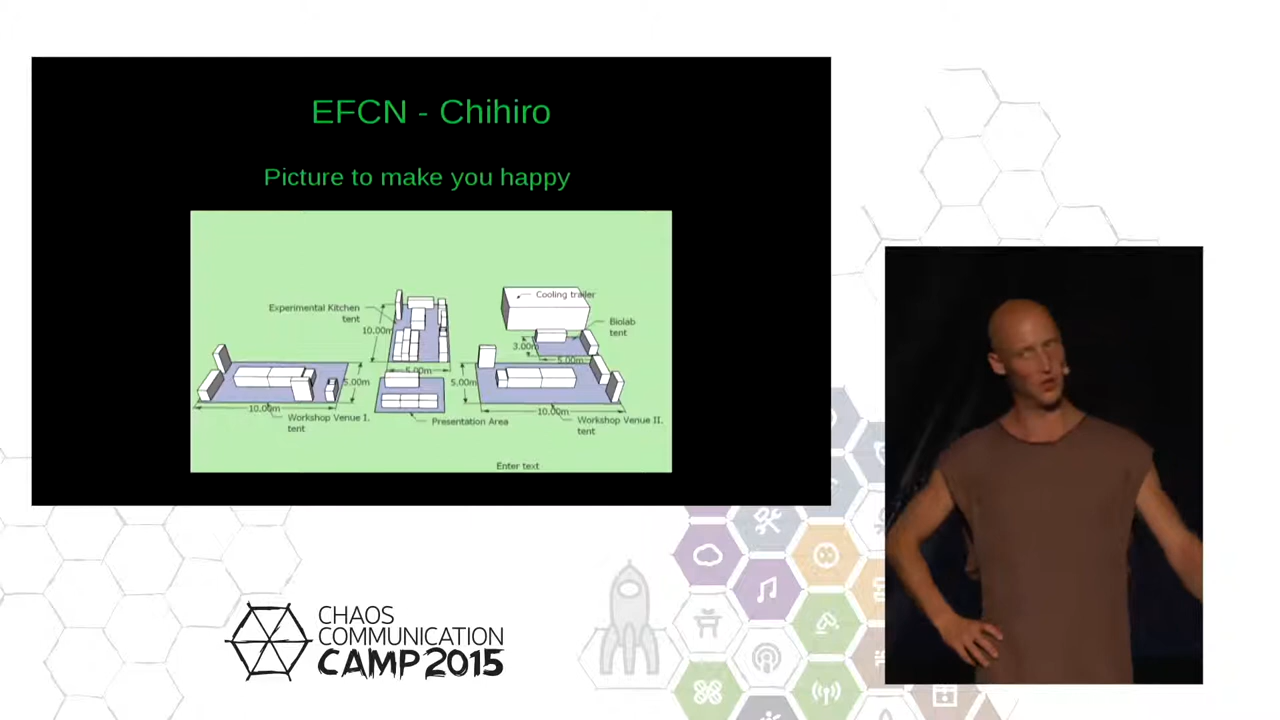 EFCN - Chihiro
Picture to make you happy
Cooling trailer
Experimental Kitchen
tent
10.00m
Biolab
tent
3.00m
5.00m
5.00m
5.00m
5.00m
10.00m
Workshop Venue I.
tent
Presentation Area
10.00m
Workshop Venue II.
tent
Enter text
CHAOS
COMMUNICATION
CAMP 2015